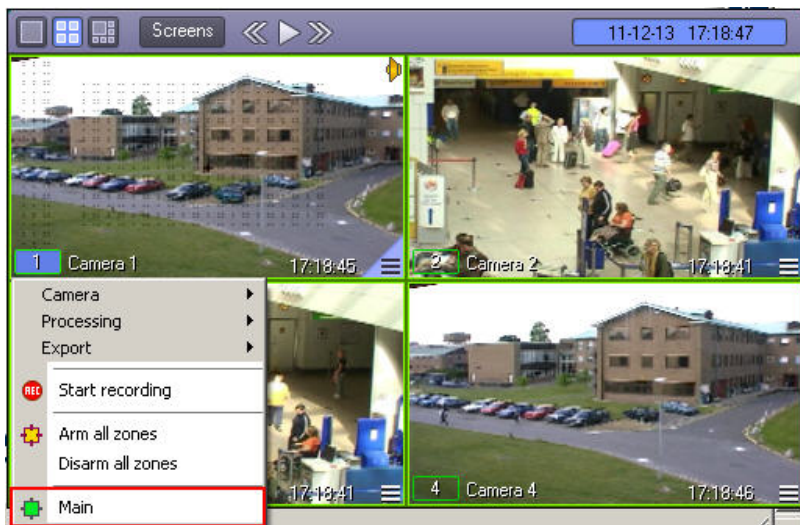 Screens
11-12-13 17:18:47
1 Camera 1 17:18:45
2 Camera 2 17:18:41
Camera
Processing
Export
REC Start recording
Arm all zones
Disarm all zones
Main
17:18:41
4 Camera 4 17:18:46